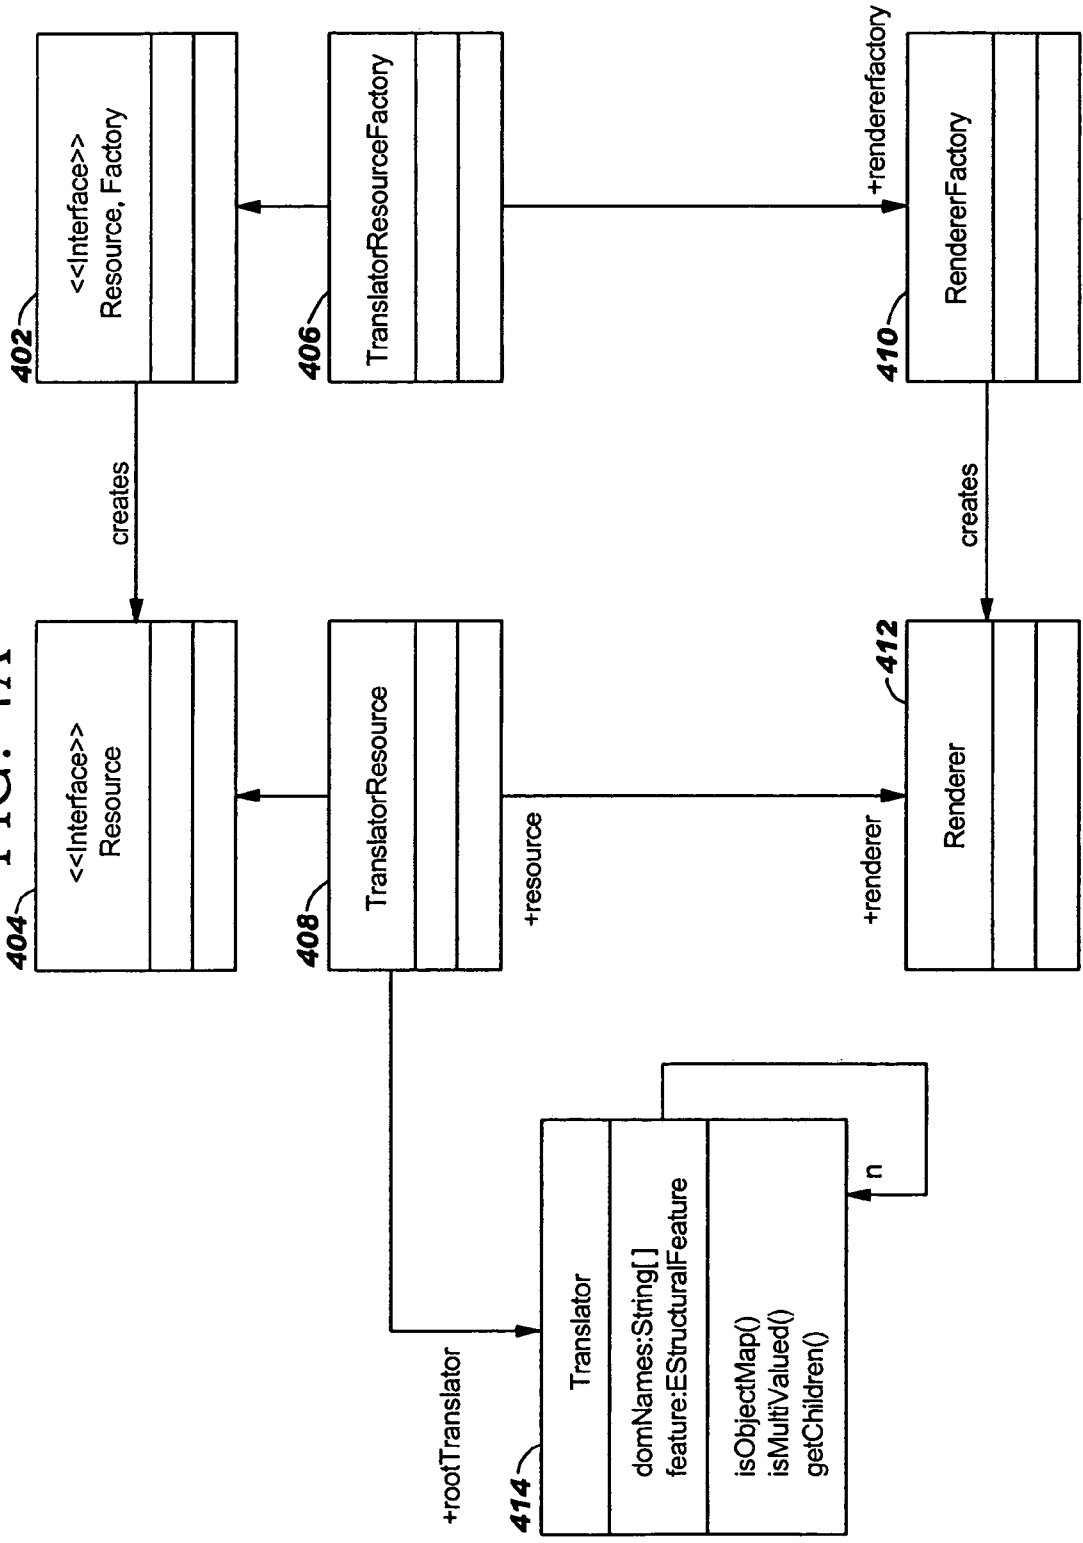 FIG. 4A
404
<<Interface>>
Resource
creates
402
<<Interface>>
Resource, Factory
408
TranslatorResource
406
TranslatorResourceFactory
+rootTranslator
+resource
414
Translator
domNames:String[ ]
feature:EStructuralFeature
isObjectMap()
isMultiValued()
getChildren()
n
+renderer
+rendererfactory
412
Renderer
creates
410
RendererFactory